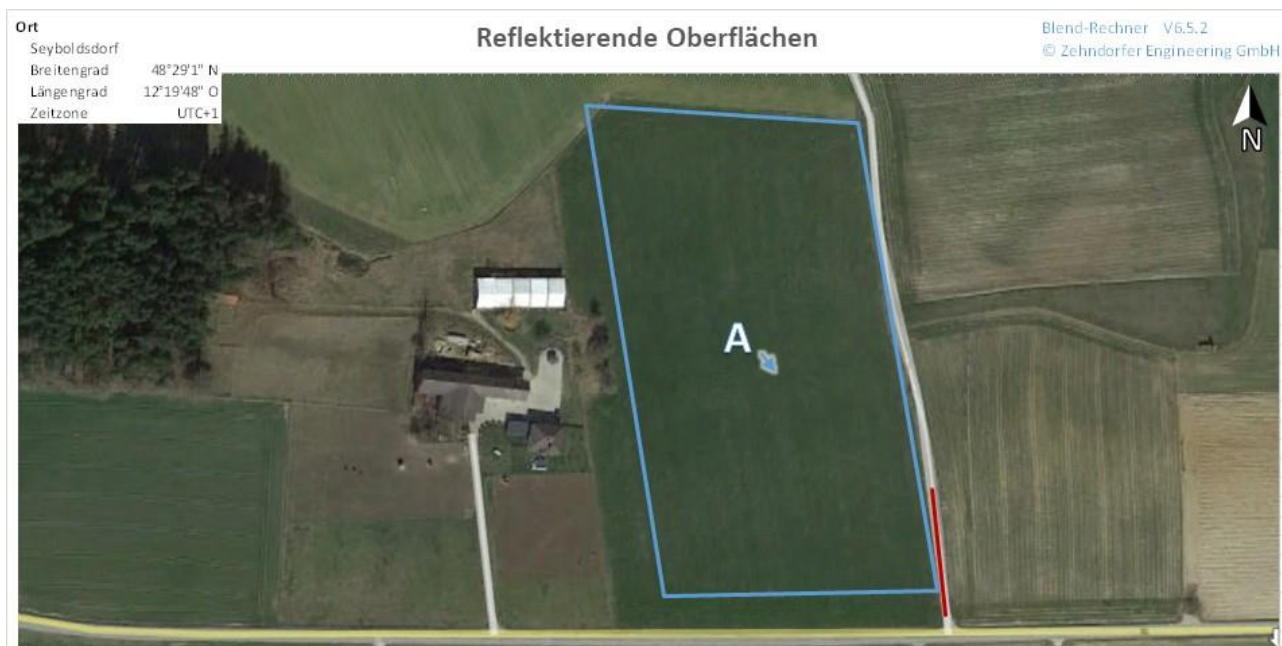 Ort
Seyboldsdorf
Breitengrad 48°29'1" N
Längengrad 12°19'48" O
Zeitzone UTC+1
Reflektierende Oberflächen
Blend-Rechner V6.5.2
© Zehndorfer Engineering GmbH
N
A